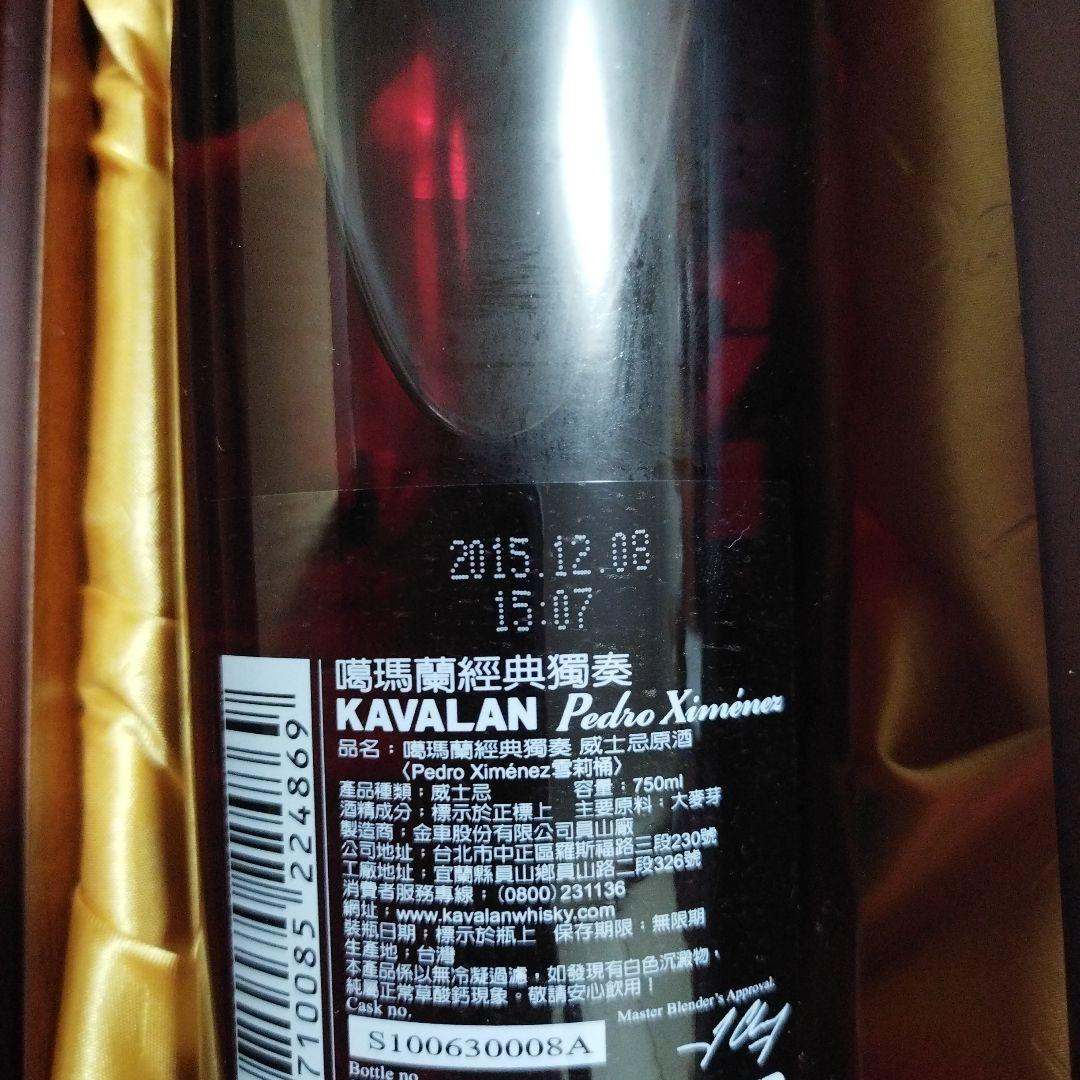 2015.12.08
15:07
噶瑪蘭經典獨奏
KAVALAN Pedro Ximénez
品名：噶瑪蘭經典獨奏 威士忌原酒
〈Pedro Ximénez雪莉桶〉
產品種類：威士忌 容量：750ml
酒精成分：標示於正標上 主要原料：大麥芽
製造商：金車股份有限公司員山廠
公司地址：台北市中正區羅斯福路三段230號
工廠地址：宜蘭縣員山鄉員山路二段326號
消費者服務專線：(0800)231136
網址：www.kavalanwhisky.com
裝瓶日期：標示於瓶上 保存期限：無限期
生產地：台灣
本產品係以無冷凝過濾，如發現有白色沉澱物，
純屬正常草酸鈣現象。敬請安心飲用！
Cask no.
Master Blender's Approval
S100630008A
Bottle no
710085 224869